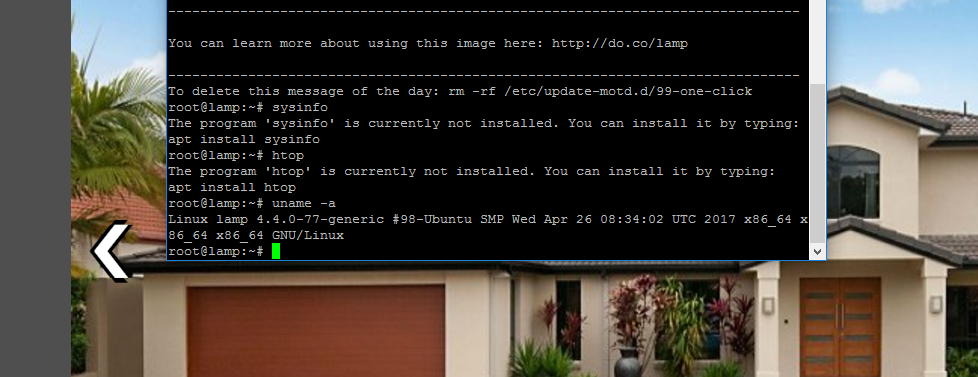 --------------------------------------------------------------------------------
You can learn more about using this image here: http://do.co/lamp
--------------------------------------------------------------------------------
To delete this message of the day: rm -rf /etc/update-motd.d/99-one-click
root@lamp:~# sysinfo
The program 'sysinfo' is currently not installed. You can install it by typing:
apt install sysinfo
root@lamp:~# htop
The program 'htop' is currently not installed. You can install it by typing:
apt install htop
root@lamp:~# uname -a
Linux lamp 4.4.0-77-generic #98-Ubuntu SMP Wed Apr 26 08:34:02 UTC 2017 x86_64 x
86_64 x86_64 GNU/Linux
root@lamp:~#